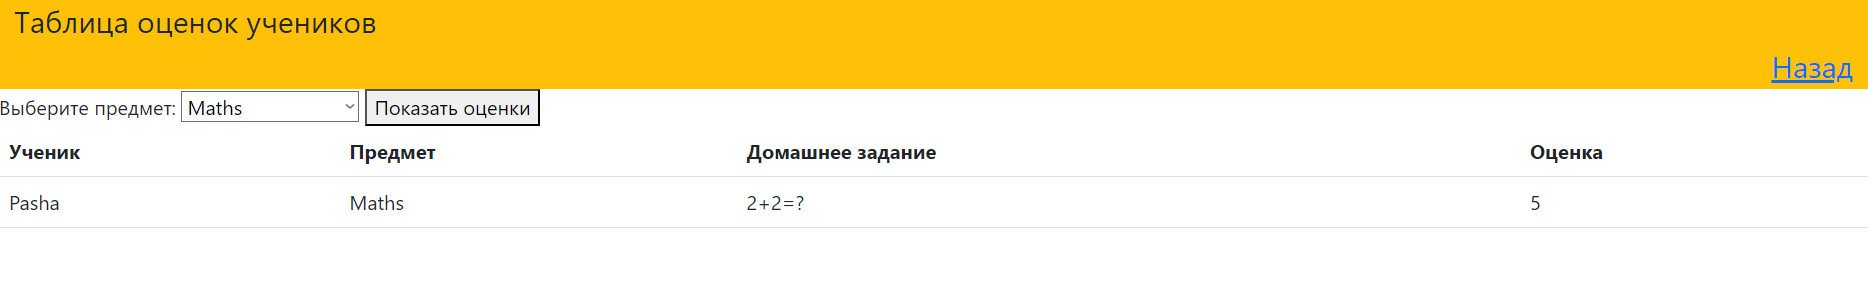 Таблица оценок учеников
Назад
Выберите предмет: Maths Показать оценки
Ученик Предмет Домашнее задание Оценка
Pasha Maths 2+2=? 5